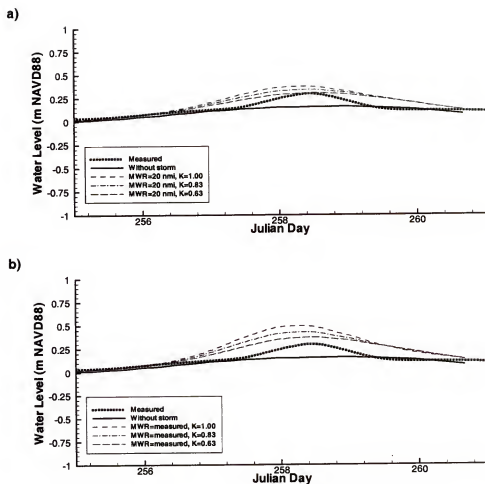 a)
1
0.75
0.5
0.25
0
-0.25
-0.5
-0.75
-1
Water Level (m NAVD88)
Measured
Without storm
MWR=20 nmi, K=1.00
MWR=20 nmi, K=0.83
MWR=20 nmi, K=0.63
256
258
260
Julian Day
b)
1
0.75
0.5
0.25
0
-0.25
-0.5
-0.75
-1
Water Level (m NAVD88)
Measured
Without storm
MWR=measured, K=1.00
MWR=measured, K=0.83
MWR=measured, K=0.63
256
258
260
Julian Day